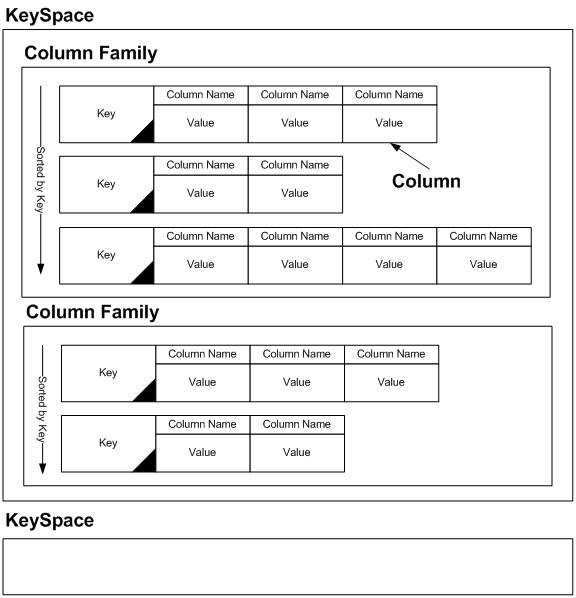 KeySpace
Column Family
Sorted by Key
Key
Column Name Column Name Column Name
Value Value Value
Column
Key
Column Name Column Name
Value Value
Key
Column Name Column Name Column Name Column Name
Value Value Value Value
Column Family
Sorted by Key
Key
Column Name Column Name Column Name
Value Value Value
Key
Column Name Column Name
Value Value
KeySpace